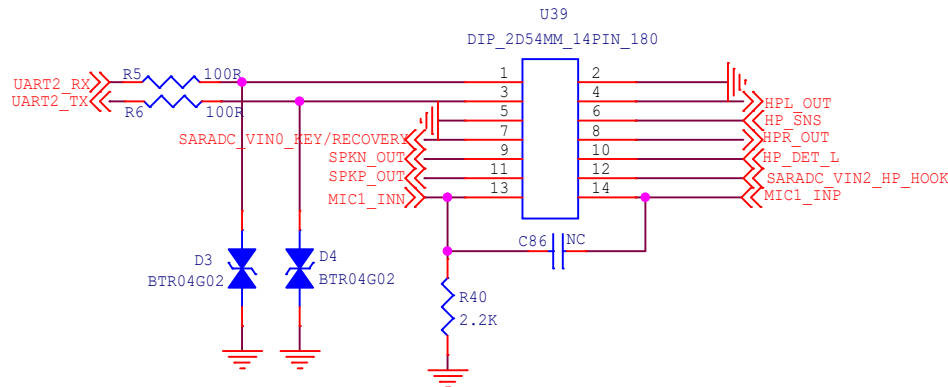 U39
DIP_2D54MM_14PIN_180
UART2_RX
R5
100R
1
2
UART2_TX
R6
100R
3
4
HPL_OUT
5
6
HP_SNS
SARADC_VIN0_KEY/RECOVERY
7
8
HPR_OUT
SPKN_OUT
9
10
HP_DET_L
SPKP_OUT
11
12
SARADC_VIN2_HP_HOOK
MIC1_INN
13
14
MIC1_INP
C86
NC
D3
BTR04G02
D4
BTR04G02
R40
2.2K